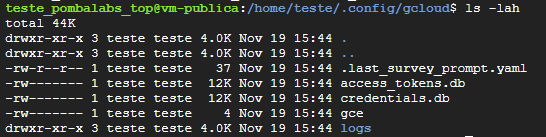 teste_pombalabs_top@vm-publica:/home/teste/.config/gcloud$ ls -lah
total 44K
drwxr-xr-x 3 teste teste 4.0K Nov 19 15:44 .
drwxr-xr-x 3 teste teste 4.0K Nov 19 15:44 ..
-rw-r--r-- 1 teste teste   37 Nov 19 15:44 .last_survey_prompt.yaml
-rw------- 1 teste teste  12K Nov 19 15:44 access_tokens.db
-rw------- 1 teste teste  12K Nov 19 15:44 credentials.db
-rw------- 1 teste teste    4 Nov 19 15:44 gce
drwxr-xr-x 3 teste teste 4.0K Nov 19 15:44 logs